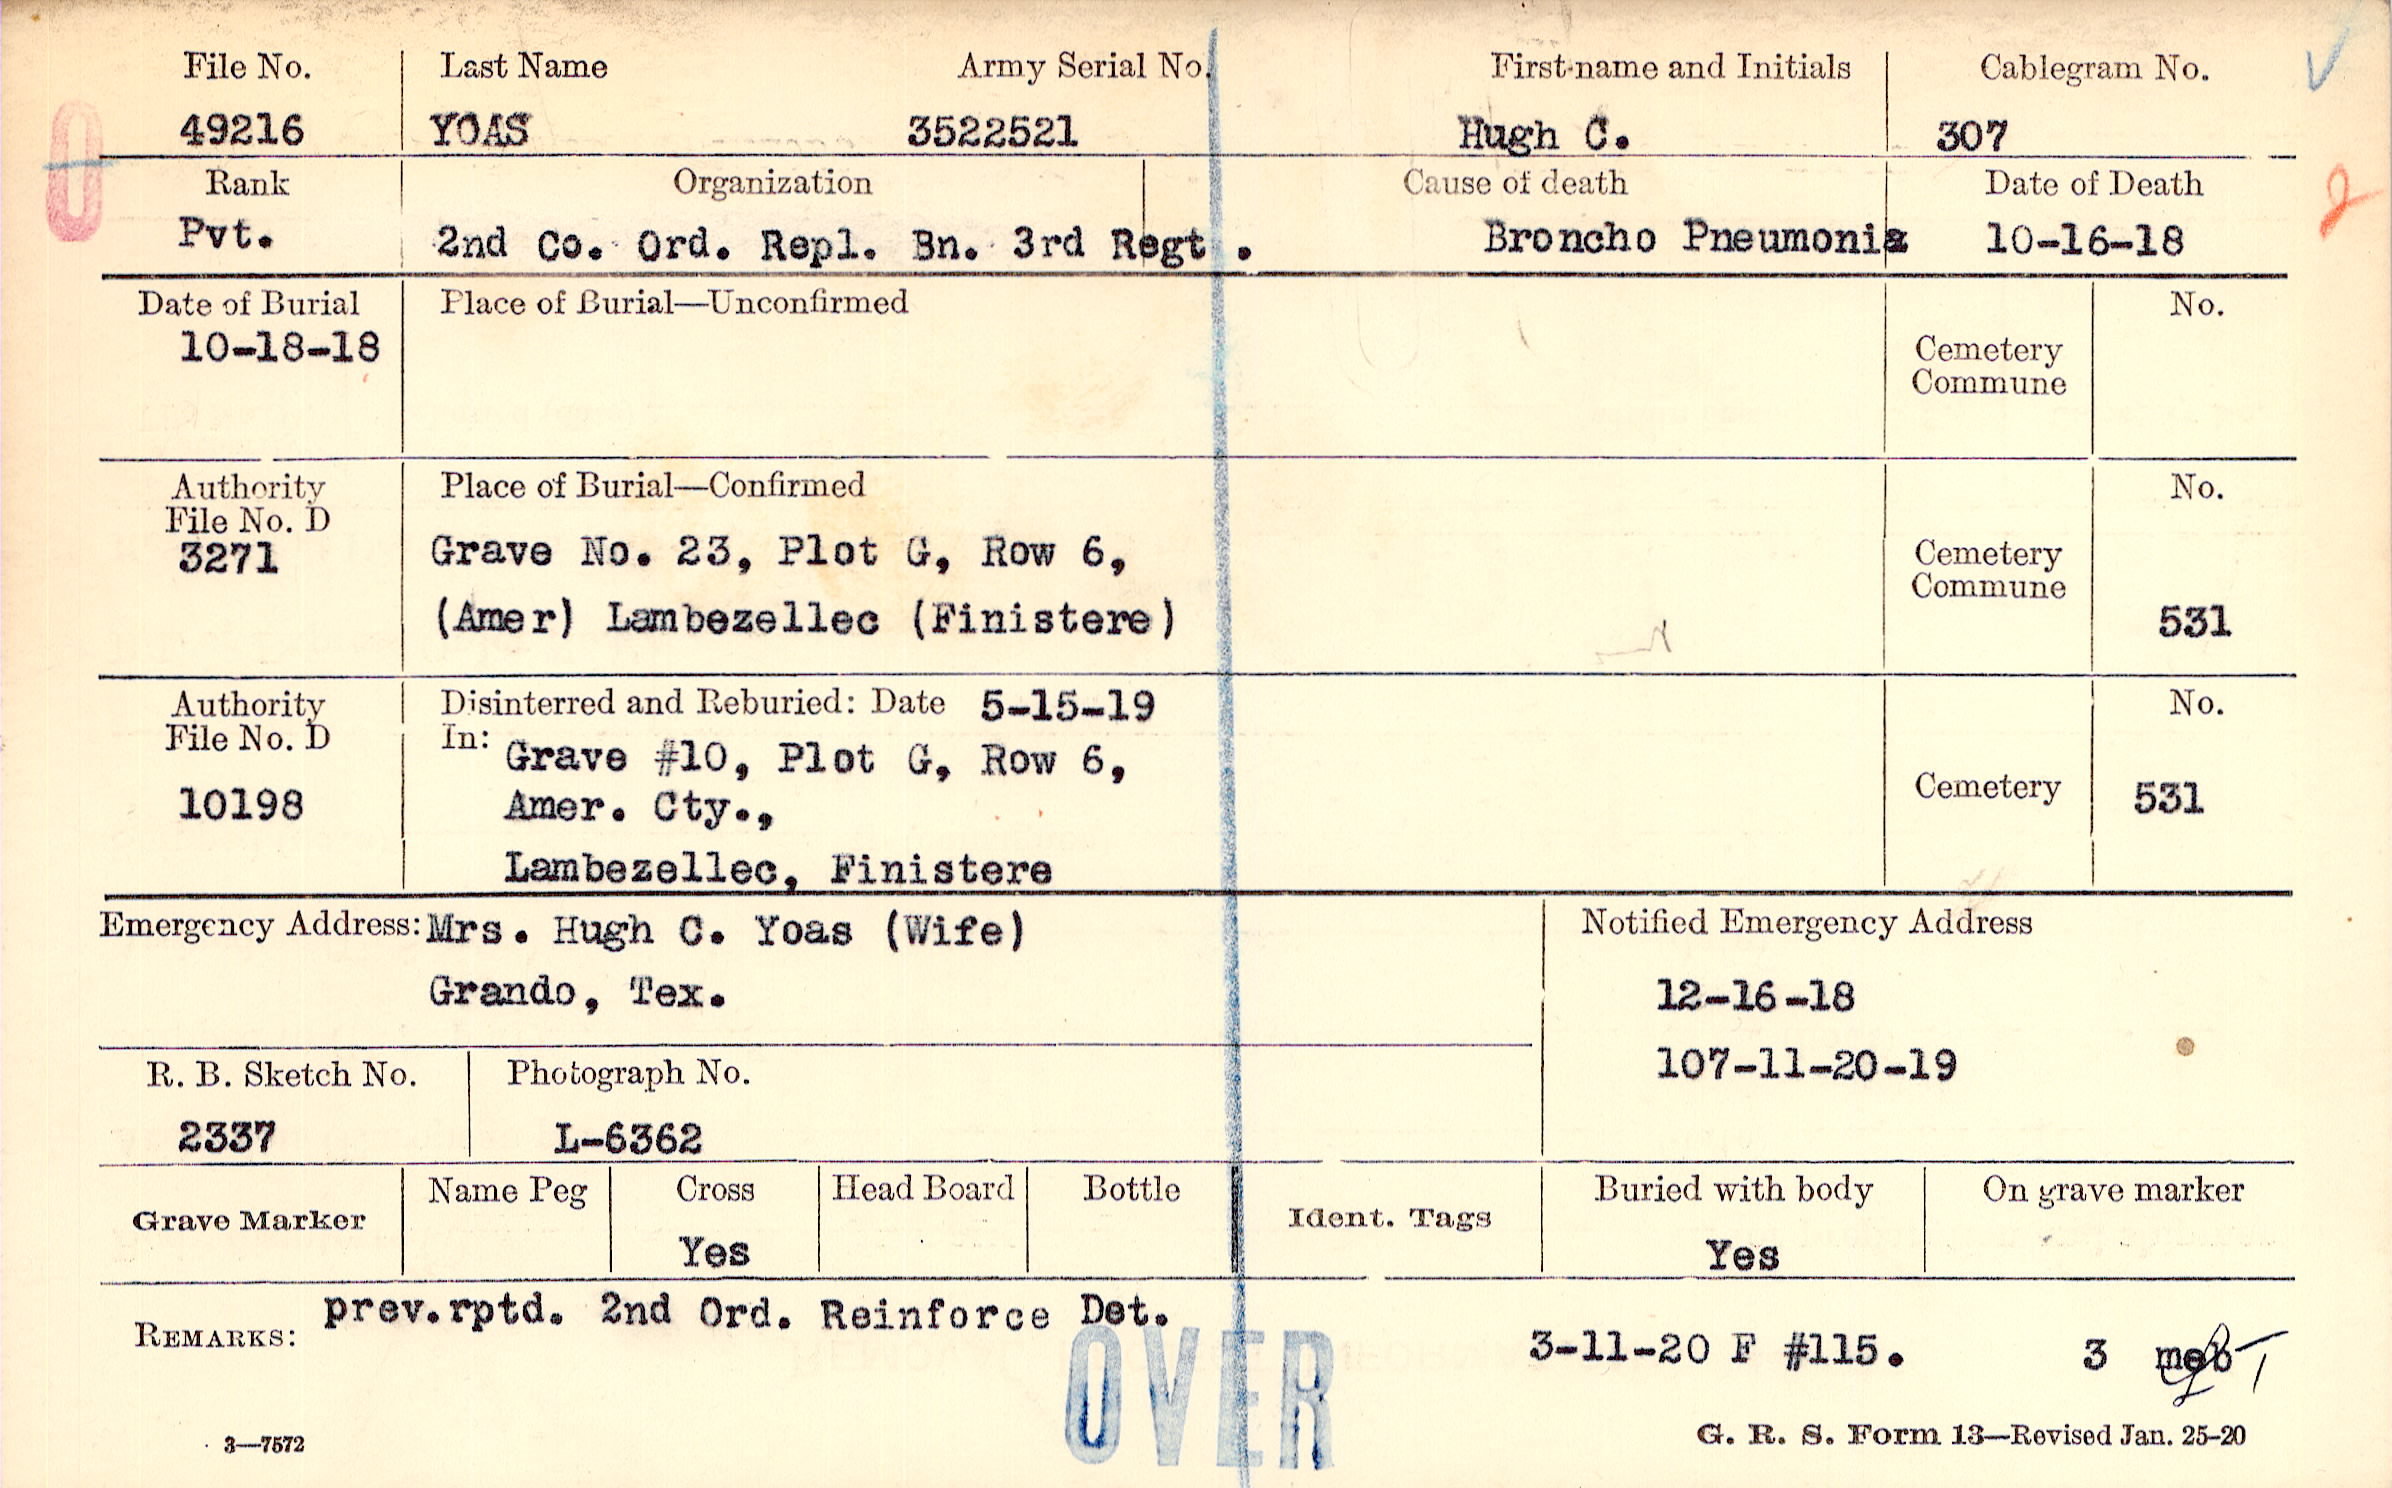 File No. Last Name Army Serial No. First name and Initials Cablegram No.
49216 YOAS 3522521 Hugh C. 307
Rank Organization Cause of death Date of Death
Pvt. 2nd Co. Ord. Repl. Bn. 3rd Regt. Broncho Pneumonia 10-16-18
Date of Burial Place of Burial—Unconfirmed No.
10-18-18
Cemetery
Commune
Authority Place of Burial—Confirmed No.
File No. D
3271 Grave No. 23, Plot G, Row 6, Cemetery
Commune
(Amer) Lambezellec (Finistere) 531
Authority Disinterred and Reburied: Date 5-15-19 No.
File No. D In: Grave #10, Plot G, Row 6,
10198 Amer. Cty., Cemetery 531
Lambezellec, Finistere
Emergency Address: Mrs. Hugh C. Yoas (Wife) Notified Emergency Address
Grando, Tex. 12-16-18
107-11-20-19
R. B. Sketch No. Photograph No.
2337 L-6362
Grave Marker Name Peg Cross Head Board Bottle Ident. Tags Buried with body On grave marker
Yes Yes
REMARKS: prev.rptd. 2nd Ord. Reinforce Det.
3-11-20 F #115. 3 meb
OVER
3—7572 G. R. S. Form 13—Revised Jan. 25-20
0
2